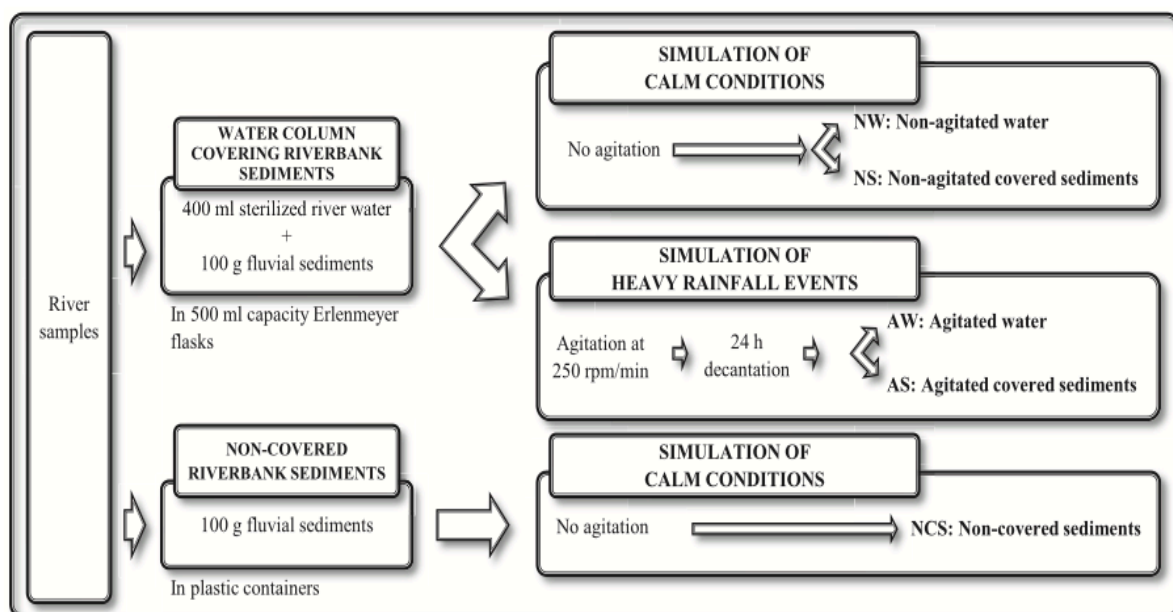 River
samples
WATER COLUMN
COVERING RIVERBANK
SEDIMENTS
400 ml sterilized river water
+
100 g fluvial sediments
In 500 ml capacity Erlenmeyer
flasks
SIMULATION OF
CALM CONDITIONS
No agitation
NW: Non-agitated water
NS: Non-agitated covered sediments
SIMULATION OF
HEAVY RAINFALL EVENTS
Agitation at
250 rpm/min
24 h
decantation
AW: Agitated water
AS: Agitated covered sediments
NON-COVERED
RIVERBANK SEDIMENTS
100 g fluvial sediments
In plastic containers
SIMULATION OF
CALM CONDITIONS
No agitation
NCS: Non-covered sediments